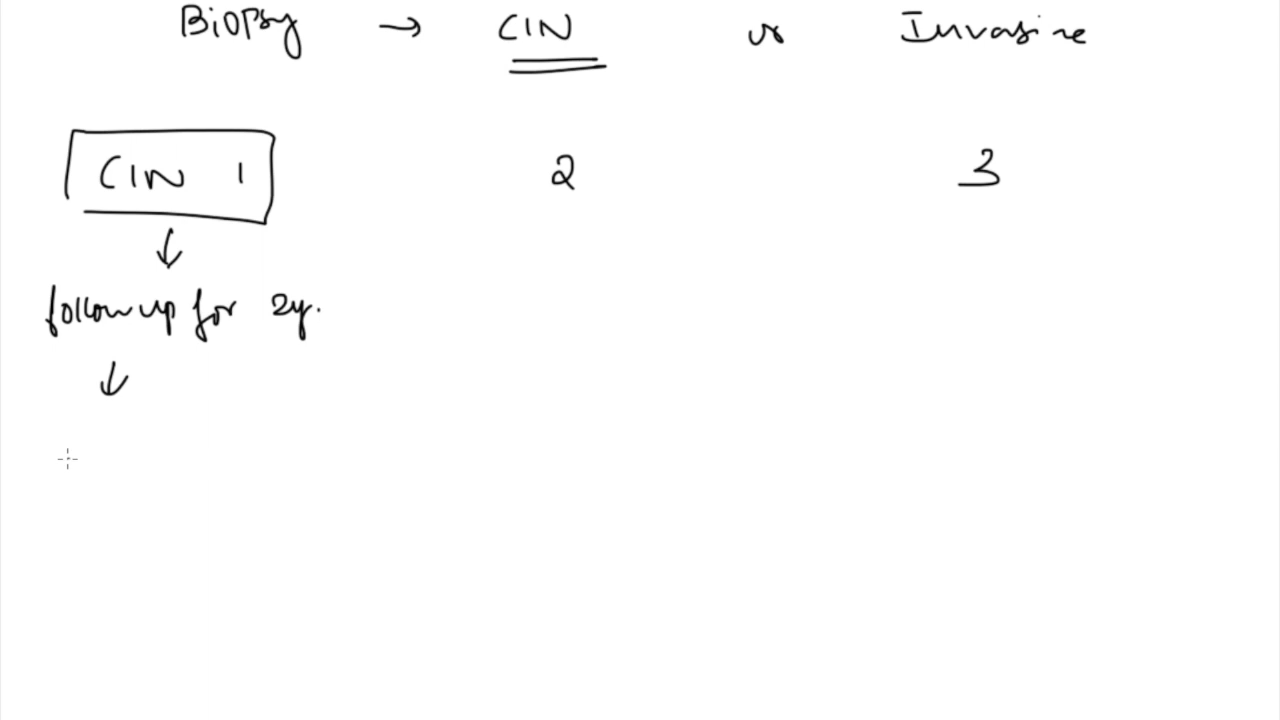 Biopsy → CIN vs Invasive
CIN 1 2 3
↓
follow up for 2y.
↓